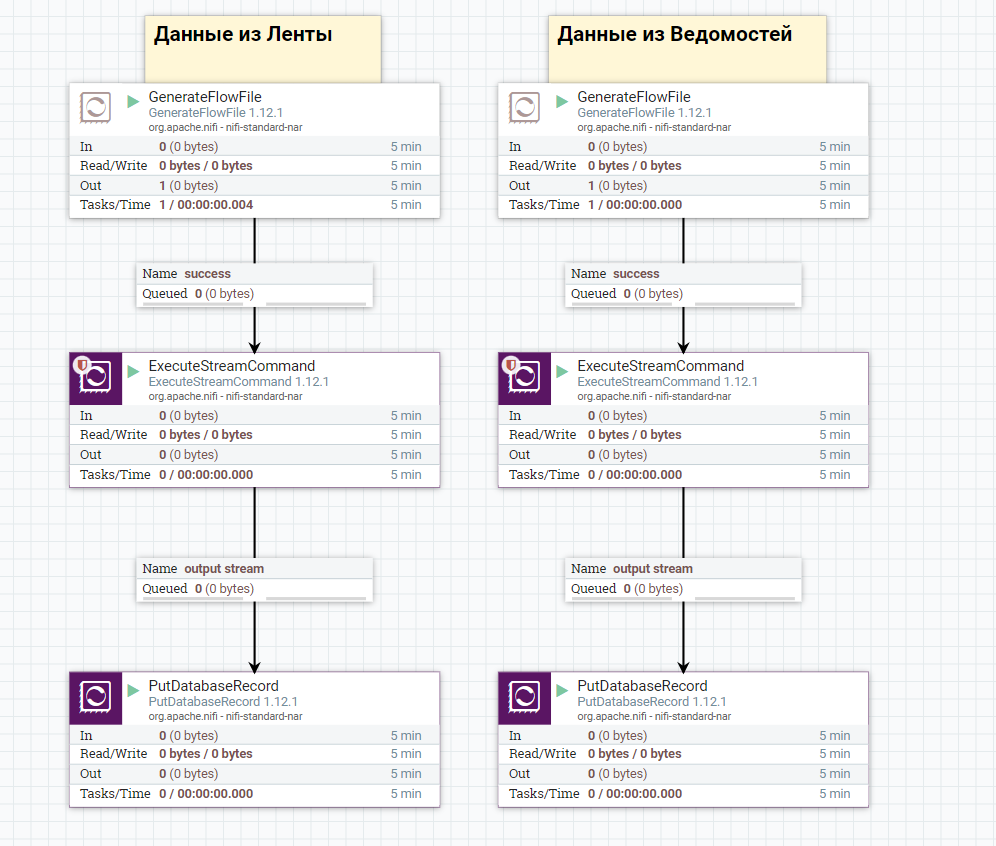 Данные из Ленты
GenerateFlowFile
GenerateFlowFile 1.12.1
org.apache.nifi - nifi-standard-nar
In 0 (0 bytes) 5 min
Read/Write 0 bytes / 0 bytes 5 min
Out 1 (0 bytes) 5 min
Tasks/Time 1 / 00:00:00.004 5 min
Name success
Queued 0 (0 bytes)
ExecuteStreamCommand
ExecuteStreamCommand 1.12.1
org.apache.nifi - nifi-standard-nar
In 0 (0 bytes) 5 min
Read/Write 0 bytes / 0 bytes 5 min
Out 0 (0 bytes) 5 min
Tasks/Time 0 / 00:00:00.000 5 min
Name output stream
Queued 0 (0 bytes)
PutDatabaseRecord
PutDatabaseRecord 1.12.1
org.apache.nifi - nifi-standard-nar
In 0 (0 bytes) 5 min
Read/Write 0 bytes / 0 bytes 5 min
Out 0 (0 bytes) 5 min
Tasks/Time 0 / 00:00:00.000 5 min
Данные из Ведомостей
GenerateFlowFile
GenerateFlowFile 1.12.1
org.apache.nifi - nifi-standard-nar
In 0 (0 bytes) 5 min
Read/Write 0 bytes / 0 bytes 5 min
Out 1 (0 bytes) 5 min
Tasks/Time 1 / 00:00:00.000 5 min
Name success
Queued 0 (0 bytes)
ExecuteStreamCommand
ExecuteStreamCommand 1.12.1
org.apache.nifi - nifi-standard-nar
In 0 (0 bytes) 5 min
Read/Write 0 bytes / 0 bytes 5 min
Out 0 (0 bytes) 5 min
Tasks/Time 0 / 00:00:00.000 5 min
Name output stream
Queued 0 (0 bytes)
PutDatabaseRecord
PutDatabaseRecord 1.12.1
org.apache.nifi - nifi-standard-nar
In 0 (0 bytes) 5 min
Read/Write 0 bytes / 0 bytes 5 min
Out 0 (0 bytes) 5 min
Tasks/Time 0 / 00:00:00.000 5 min